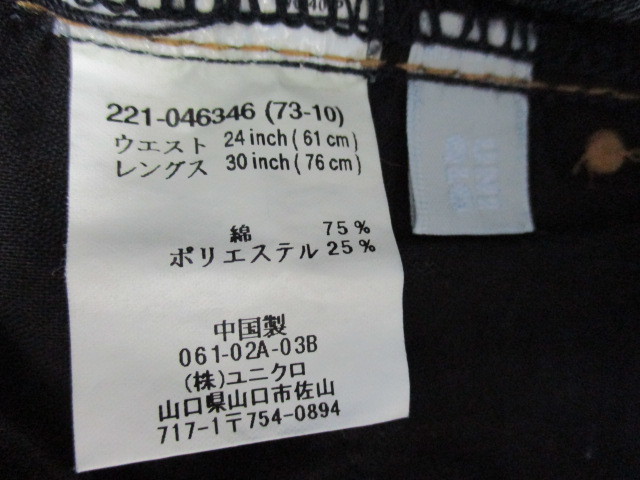 221-046346 (73-10)
ウエスト 24 inch ( 61 cm )
レングス 30 inch ( 76 cm )
綿 75 %
ポリエステル 25 %
中国製
061-02A-03B
(株)ユニクロ
山口県山口市佐山
717-1〒754-0894